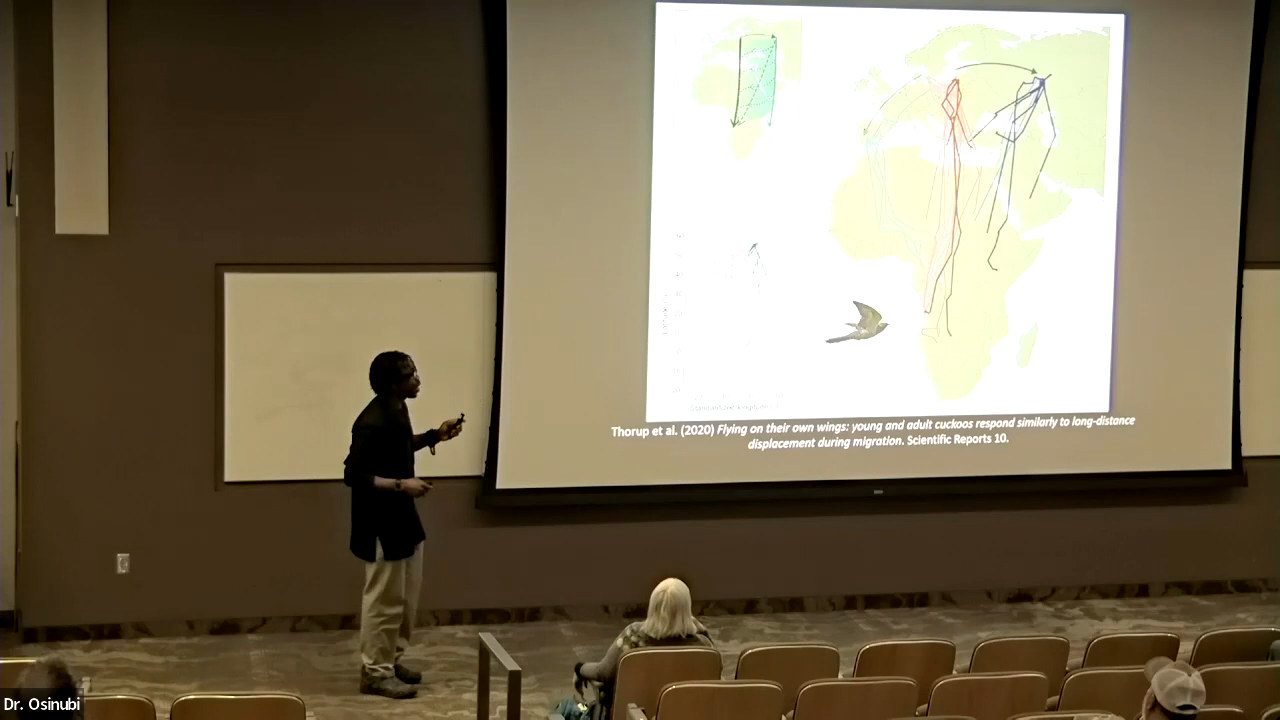 Thorup et al. (2020) Flying on their own wings: young and adult cuckoos respond similarly to long-distance
displacement during migration. Scientific Reports 10.
Dr. Osinubi